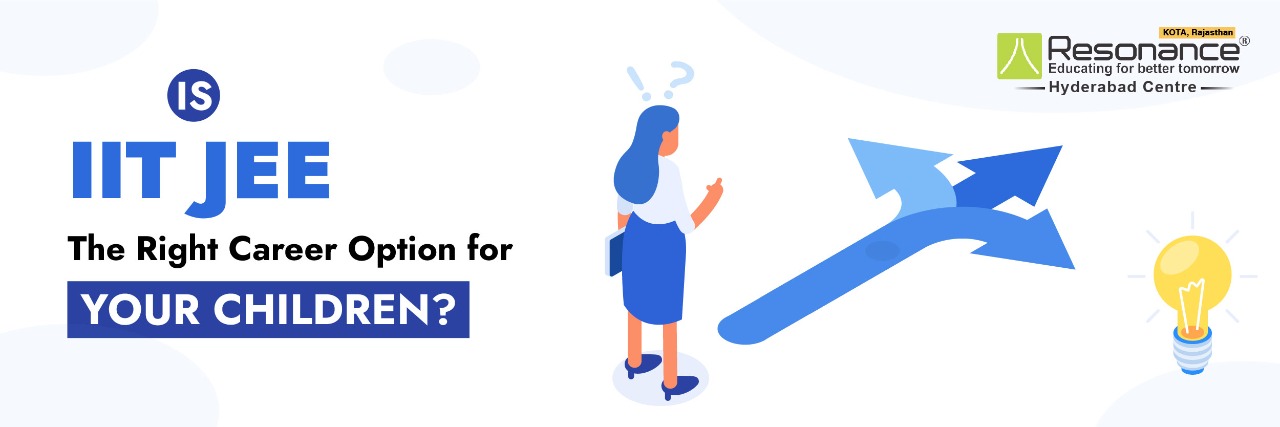 IS
IIT JEE
The Right Career Option for
YOUR CHILDREN?
! ?
KOTA, Rajasthan
Resonance®
Educating for better tomorrow
Hyderabad Centre